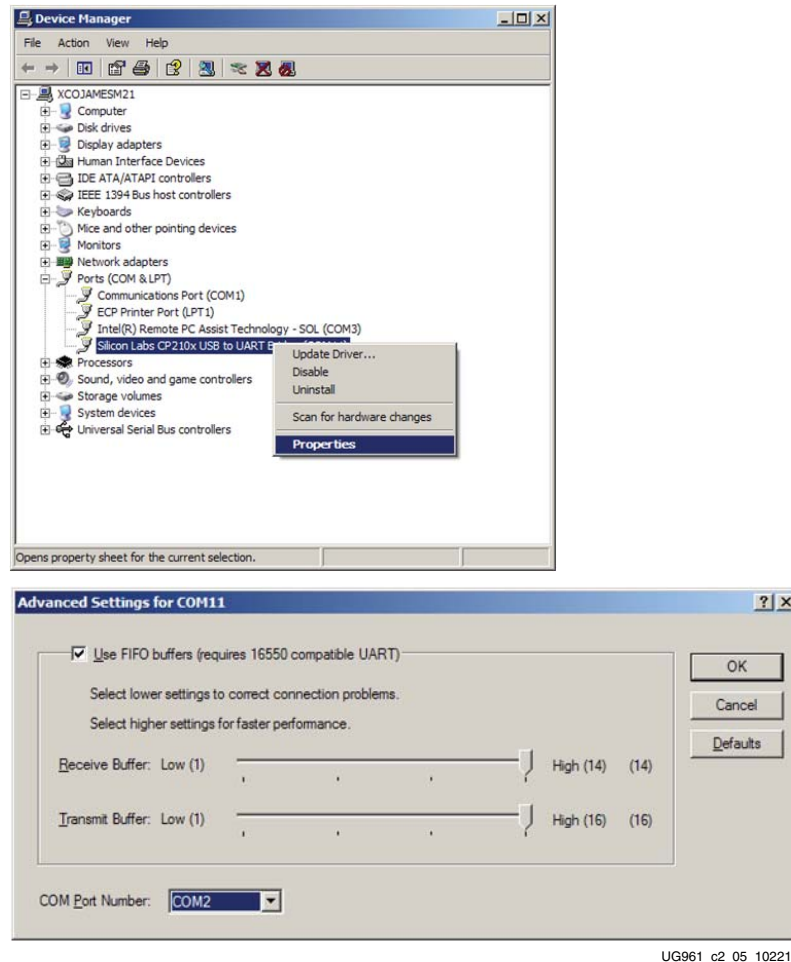 Device Manager
File Action View Help
XCOJAMESM21
Computer
Disk drives
Display adapters
Human Interface Devices
IDE ATA/ATAPI controllers
IEEE 1394 Bus host controllers
Keyboards
Mice and other pointing devices
Monitors
Network adapters
Ports (COM & LPT)
Communications Port (COM1)
ECP Printer Port (LPT1)
Intel(R) Remote PC Assist Technology - SOL (COM3)
Silicon Labs CP210x USB to UART
Processors
Sound, video and game controllers
Storage volumes
System devices
Universal Serial Bus controllers
Update Driver...
Disable
Uninstall
Scan for hardware changes
Properties
Opens property sheet for the current selection.
Advanced Settings for COM11
Use FIFO buffers (requires 16550 compatible UART)
Select lower settings to correct connection problems.
Select higher settings for faster performance.
Receive Buffer: Low (1) High (14) (14)
Transmit Buffer: Low (1) High (16) (16)
COM Port Number: COM2
OK
Cancel
Defaults
UG961_c2_05_10221